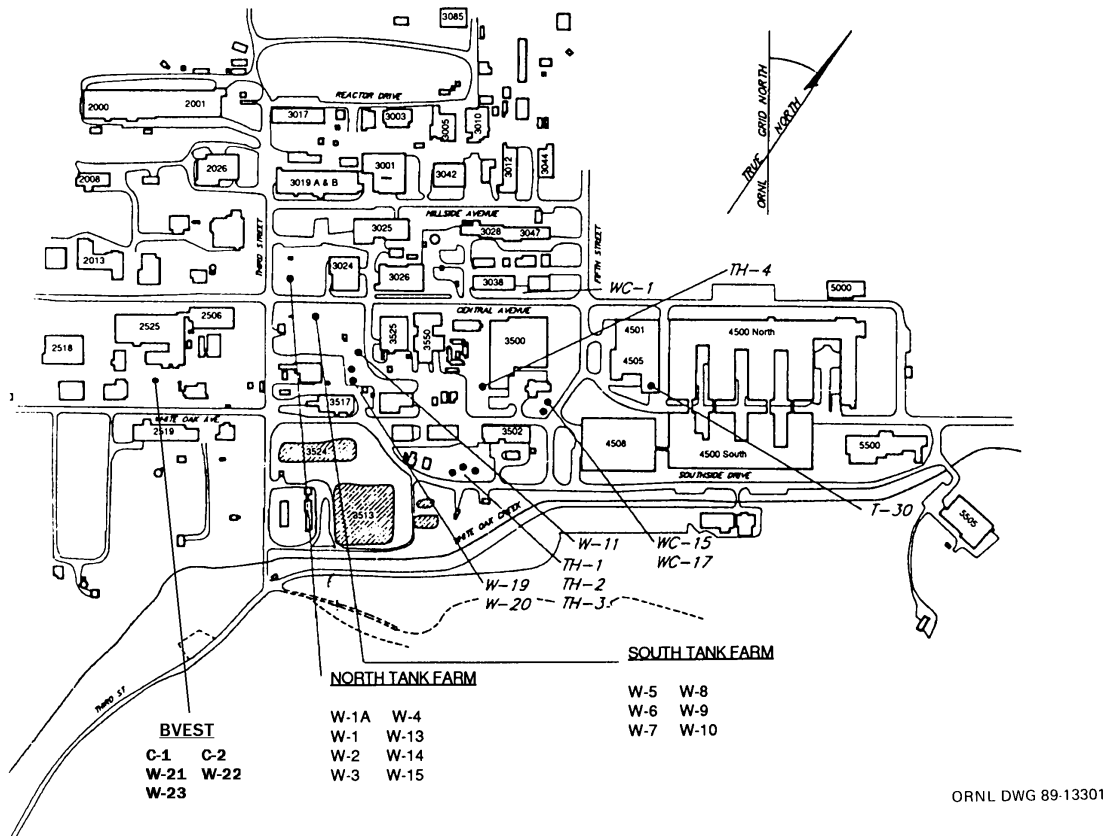 3085
REACTOR DRIVE
2000
2001
3017
3003
3005
3010
2026
3001
3019 A & B
3042
3012
3044
2008
HILLSIDE AVENUE
3025
3028
3047
THIRD STREET
FIFTH STREET
2013
3024
3026
3038
WC-1
TH-4
5000
CENTRAL AVENUE
2525
2506
2518
3525
3550
3500
4501
4505
4500 North
3517
WHITE OAK AVE.
2519
3502
3524
4508
4500 South
5500
SOUTHSIDE DRIVE
3513
WHITE OAK CREEK
T-30
5505
W-11
WC-15
WC-17
TH-1
TH-2
TH-3
W-19
W-20
ORNL GRID NORTH
TRUE NORTH
THIRD ST
BVEST
C-1 C-2
W-21 W-22
W-23
NORTH TANK FARM
W-1A W-4
W-1 W-13
W-2 W-14
W-3 W-15
SOUTH TANK FARM
W-5 W-8
W-6 W-9
W-7 W-10
ORNL DWG 89-13301